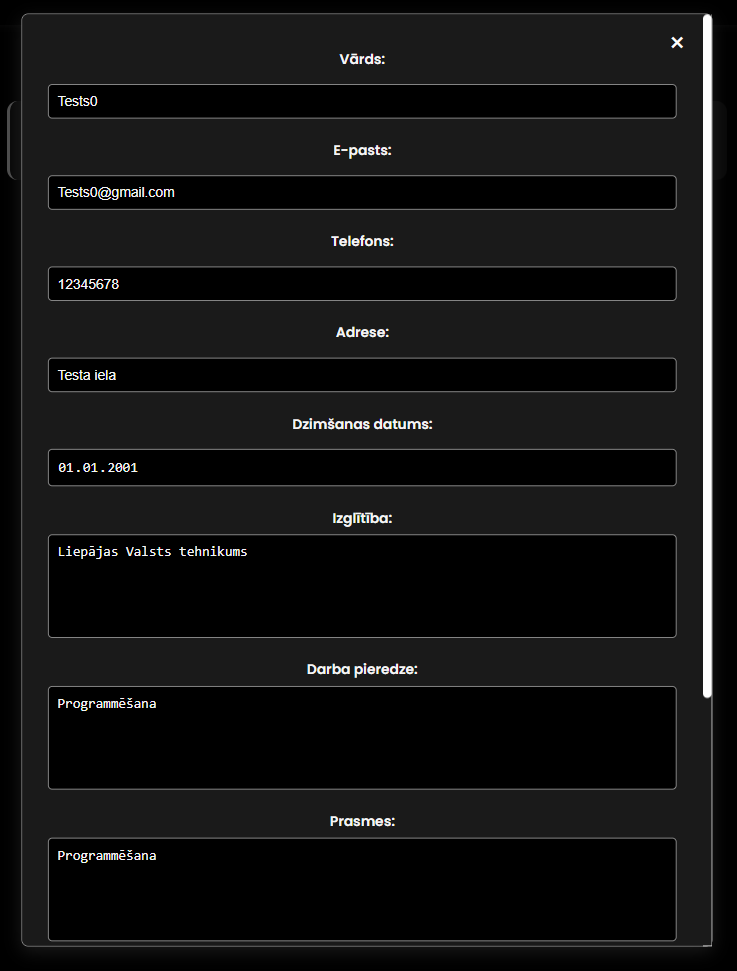 ×
Vārds:
Tests0
E-pasts:
Tests0@gmail.com
Telefons:
12345678
Adrese:
Testa iela
Dzimšanas datums:
01.01.2001
Izglītība:
Liepājas Valsts tehnikums
Darba pieredze:
Programmēšana
Prasmes:
Programmēšana